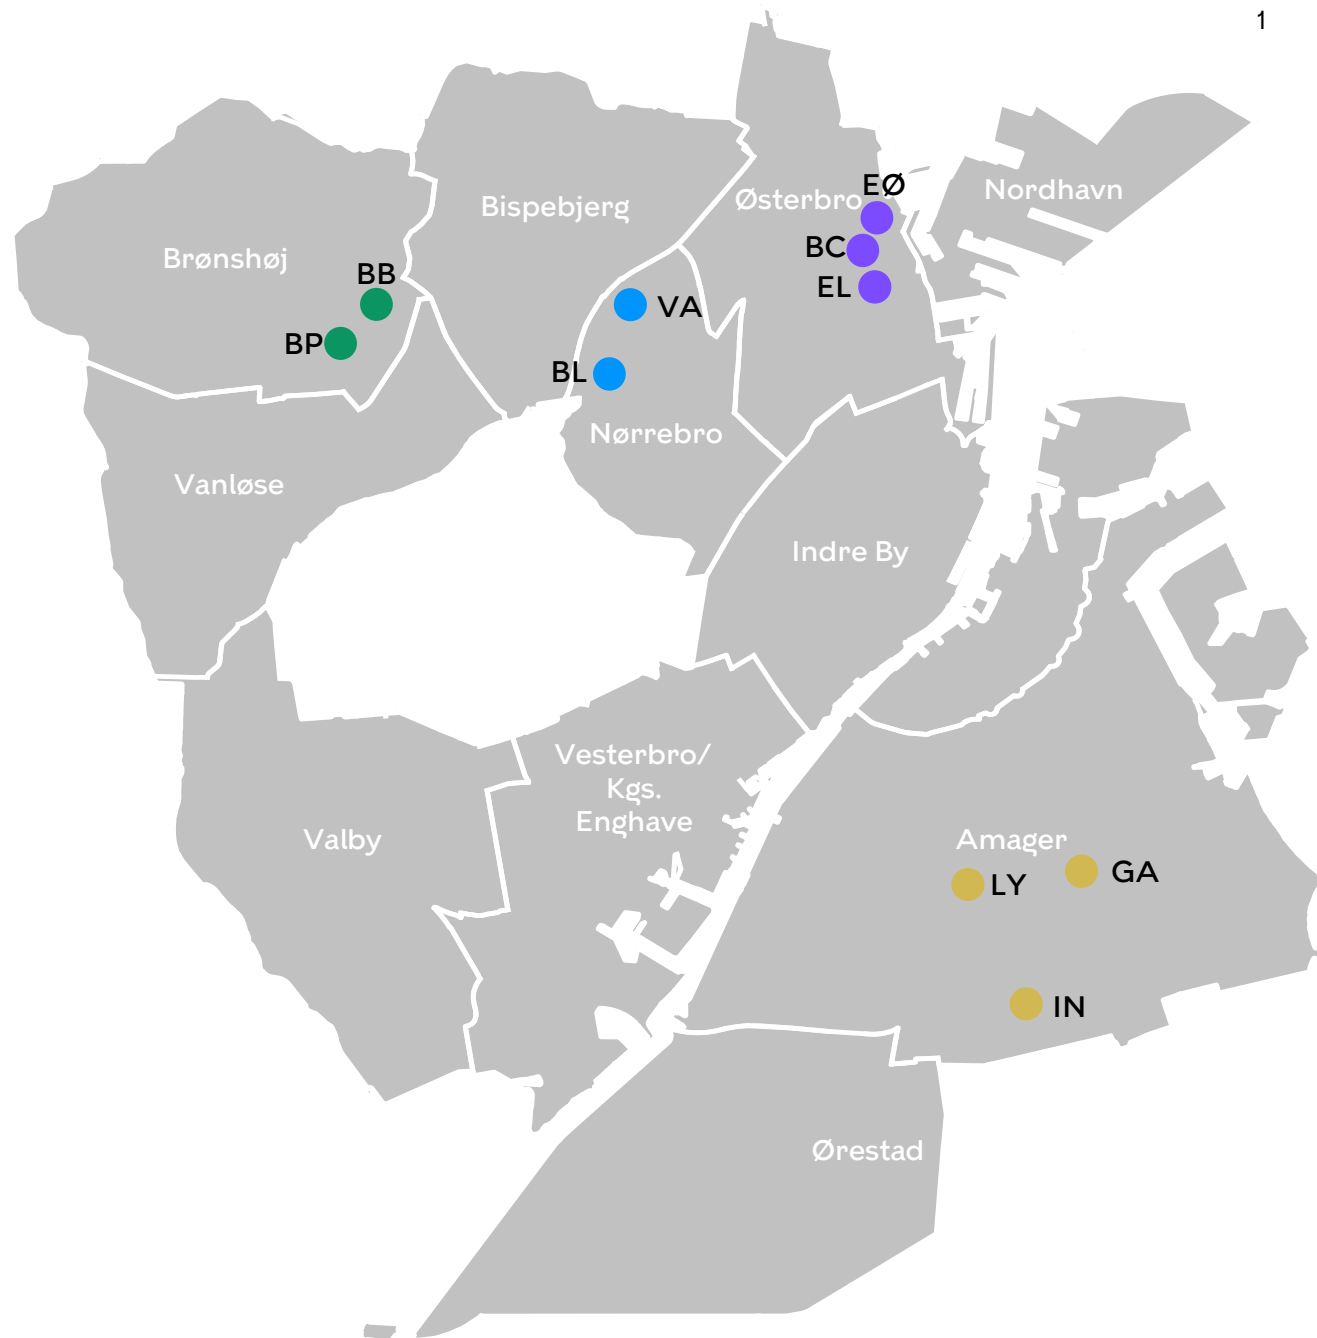 1
EØ
Nordhavn
Østerbro
Bispebjerg
BC
Brønshøj
BB
EL
VA
BP
BL
Nørrebro
Vanløse
Indre By
Vesterbro/
Kgs.
Enghave
Valby
Amager
LY
GA
IN
Ørestad